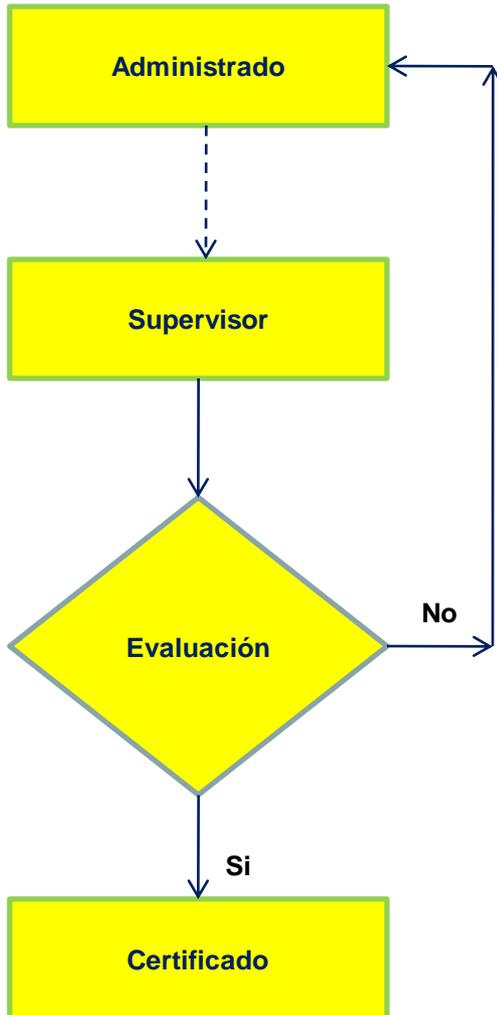 Administrado
Supervisor
No
Evaluación
Si
Certificado